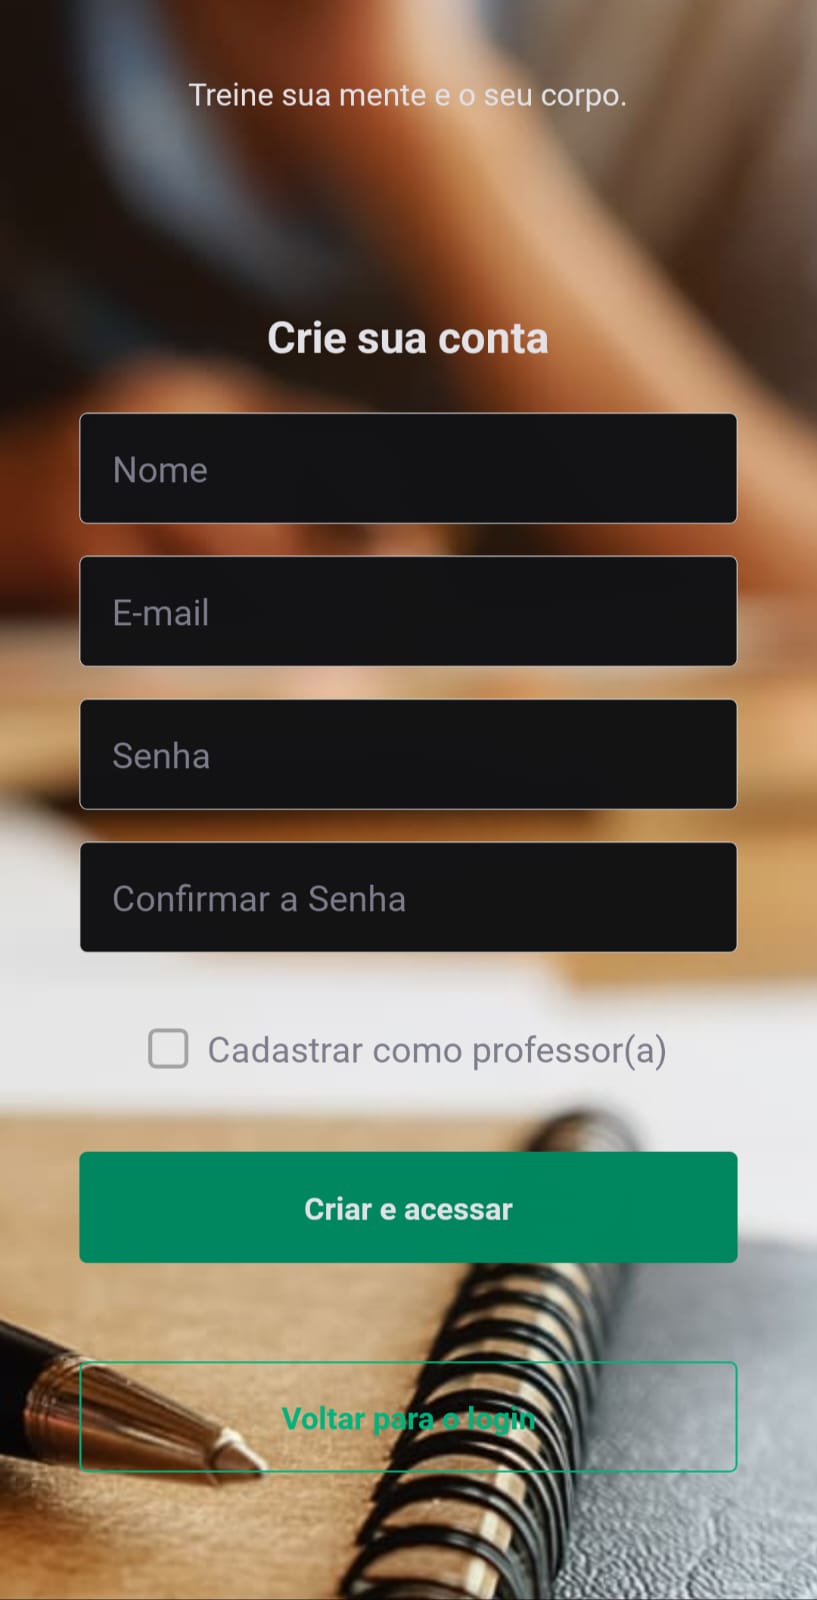 Treine sua mente e o seu corpo.
Crie sua conta
Nome
E-mail
Senha
Confirmar a Senha
Cadastrar como professor(a)
Criar e acessar
Voltar para o login